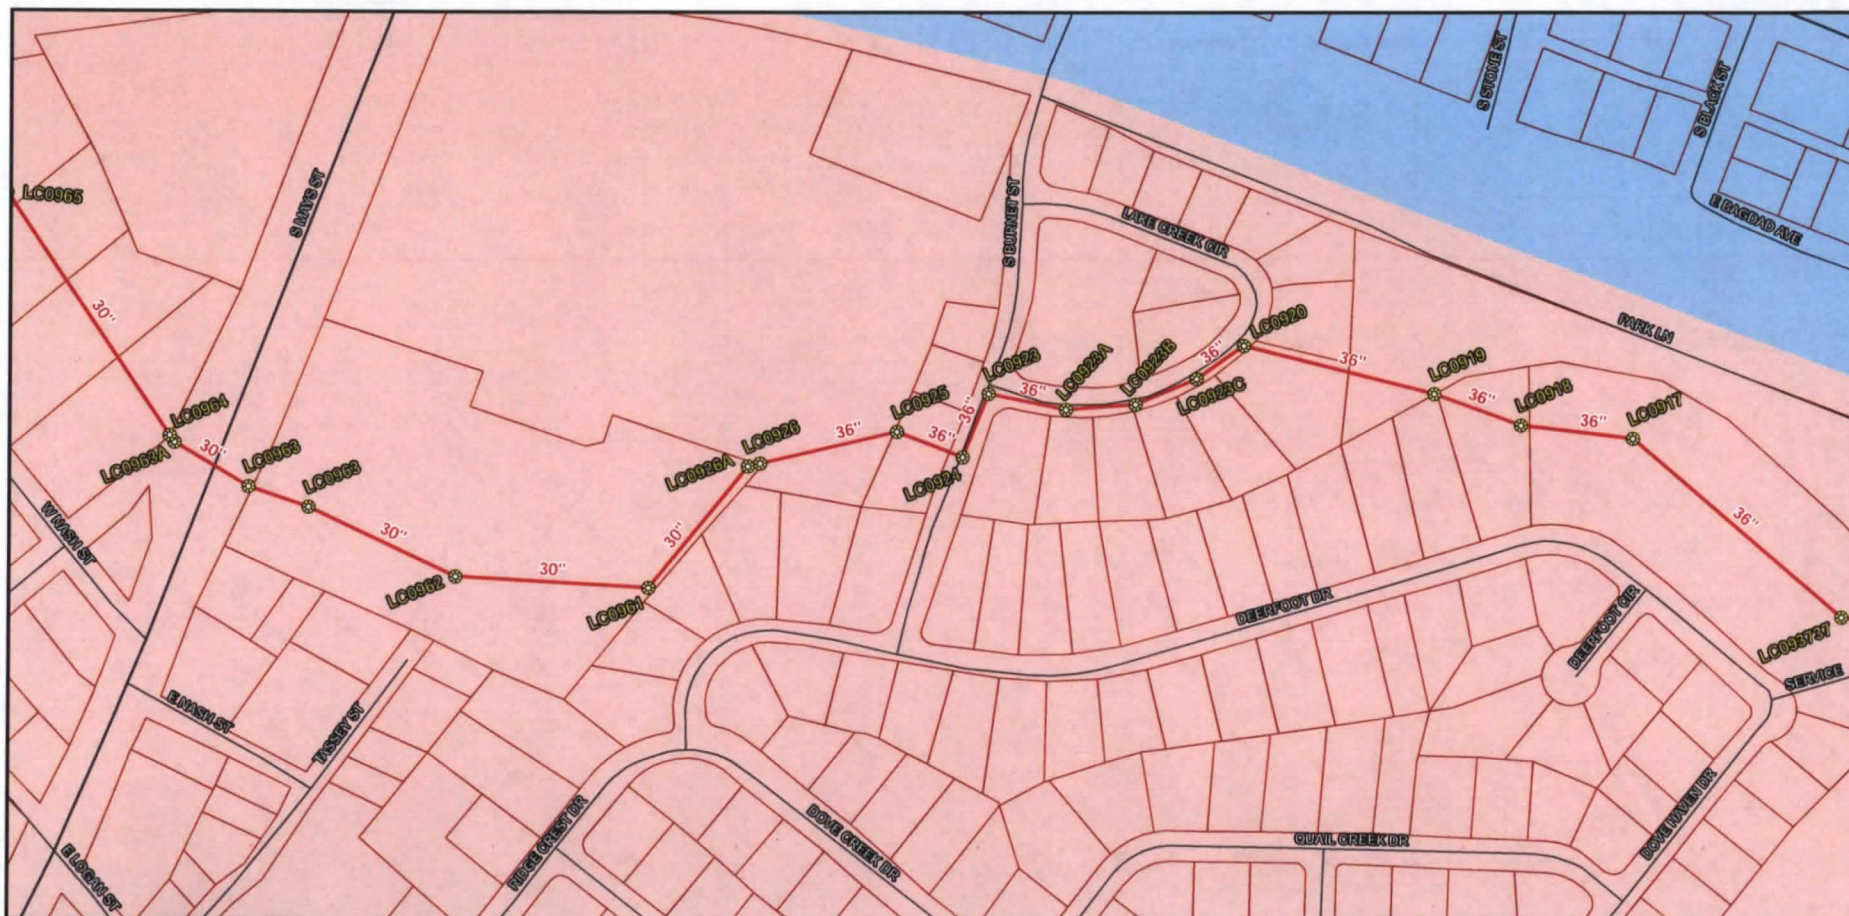 S STONE ST
S BLACK ST
E BAGDAD AVE
LC0965
S MAYS ST
S BURNET ST
LAKE CREEK CIR
PARK LN
30"
LC0920
36"
36"
LC0919
36"
LC0918
36"
LC0917
36"
LC0923
36"
LC0923A
LC0923B
LC0923C
36"
LC0925
36"
36"
LC0924
LC0964
LC0963A
30"
LC0963
LC0963
LC0926
LC0926A
W NASH ST
30"
30"
30"
LC0962
LC0961
DEERFOOT DR
DEERFOOT CIR
LC093737
SERVICE
E NASH ST
TASSEY ST
RIDGE CREST DR
DOVE CREEK DR
QUAIL CREEK DR
DOVE HAVEN DR
E LOGAN ST